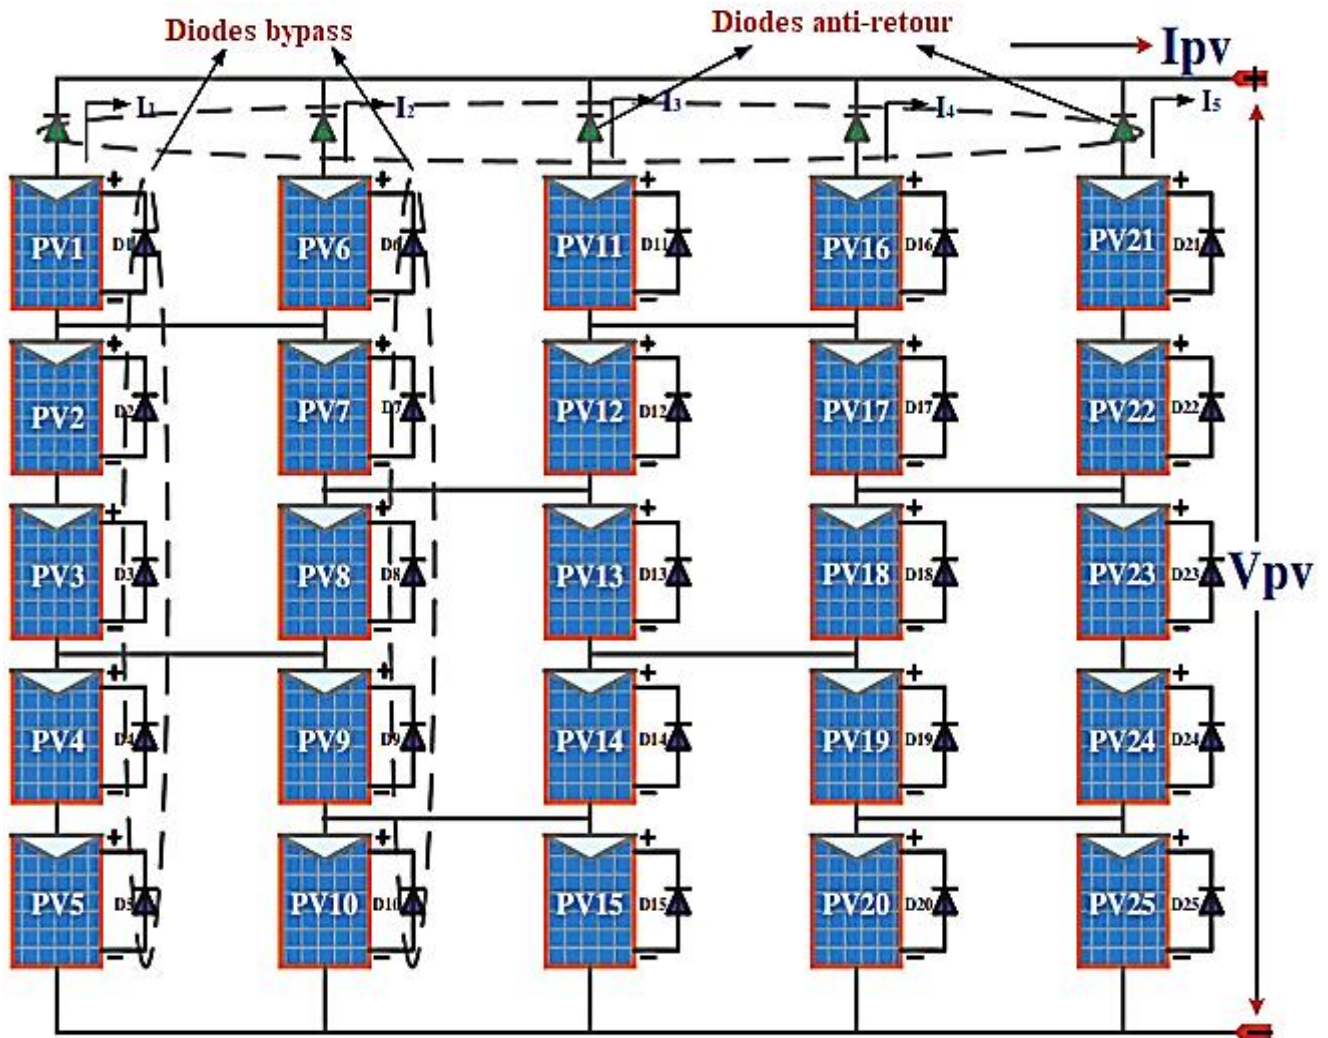 Diodes bypass
Diodes anti-retour
Ipv
+
I1
I2
I3
I4
I5
+ + + + +
PV1 D1 PV6 D6 PV11 D11 PV16 D16 PV21 D21
− − − − −
+ + + + +
PV2 D2 PV7 D7 PV12 D12 PV17 D17 PV22 D22
− − − − −
+ + + + +
PV3 D3 PV8 D8 PV13 D13 PV18 D18 PV23 D23
Vpv
− − − − −
+ + + + +
PV4 D4 PV9 D9 PV14 D14 PV19 D19 PV24 D24
− − − − −
+ + + + +
PV5 D5 PV10 D10 PV15 D15 PV20 D20 PV25 D25
− − − − −
−